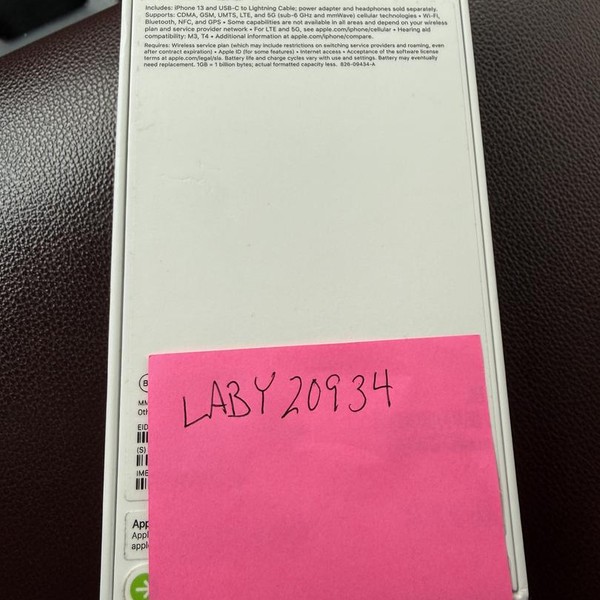 Includes: iPhone 13 and USB-C to Lightning Cable; power adapter and headphones sold separately.
Supports: CDMA, GSM, UMTS, LTE, and 5G (sub-6 GHz and mmWave) cellular technologies • Wi-Fi,
Bluetooth, NFC, and GPS • Some capabilities are not available in all areas and depend on your wireless
plan and service provider network • For LTE and 5G, see apple.com/iphone/cellular • Hearing aid
compatibility: M3, T4 • Additional information at apple.com/iphone/compare.
Requires: Wireless service plan (which may include restrictions on switching service providers and roaming, even
after contract expiration) • Apple ID (for some features) • Internet access • Acceptance of the software license
terms at apple.com/legal/sla. Battery life and charge cycles vary with use and settings. Battery may eventually
need replacement. 1GB = 1 billion bytes; actual formatted capacity less. 826-09434-A
LABY20934
EID
(S)
IME
App
Appl
appl